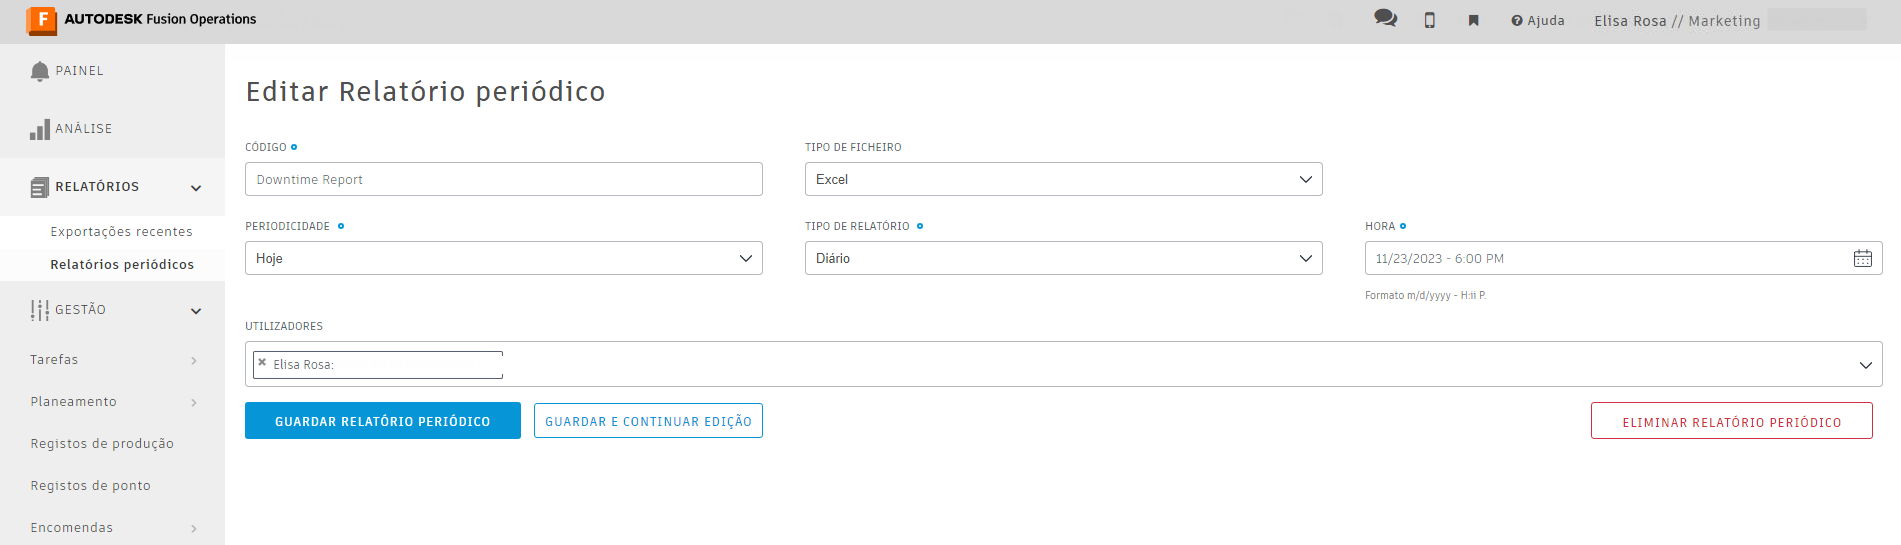 AUTODESK Fusion Operations
Ajuda
Elisa Rosa // Marketing
PAINEL
ANÁLISE
RELATÓRIOS
Exportações recentes
Relatórios periódicos
GESTÃO
Tarefas
Planeamento
Registos de produção
Registos de ponto
Encomendas
Editar Relatório periódico
CÓDIGO
Downtime Report
TIPO DE FICHEIRO
Excel
PERIODICIDADE
Hoje
TIPO DE RELATÓRIO
Diário
HORA
11/23/2023 - 6:00 PM
Formato m/d/yyyy - H:ii P.
UTILIZADORES
× Elisa Rosa:
GUARDAR RELATÓRIO PERIÓDICO
GUARDAR E CONTINUAR EDIÇÃO
ELIMINAR RELATÓRIO PERIÓDICO